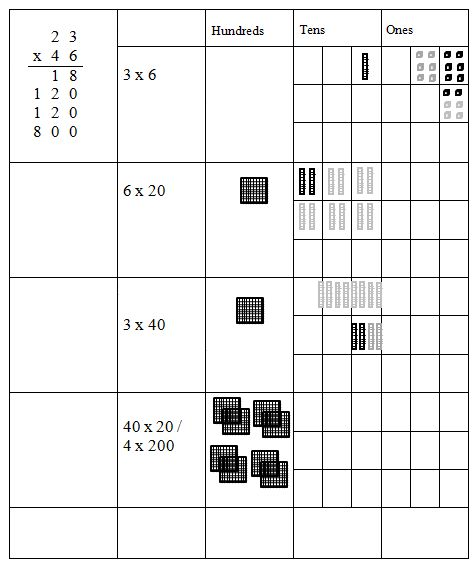 Hundreds Tens Ones
2 3
x 4 6
1 8
1 2 0
1 2 0
8 0 0
3 x 6
6 x 20
3 x 40
40 x 20 /
4 x 200